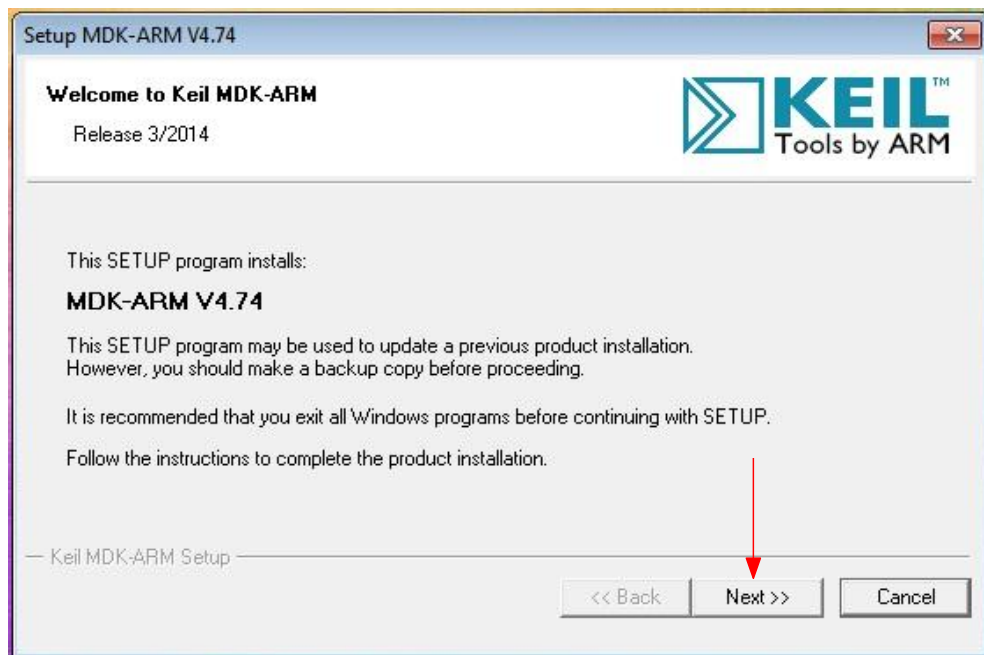 Setup MDK-ARM V4.74
Welcome to Keil MDK-ARM
Release 3/2014
KEIL™
Tools by ARM
This SETUP program installs:
MDK-ARM V4.74
This SETUP program may be used to update a previous product installation.
However, you should make a backup copy before proceeding.
It is recommended that you exit all Windows programs before continuing with SETUP.
Follow the instructions to complete the product installation.
Keil MDK-ARM Setup
<< Back Next >> Cancel